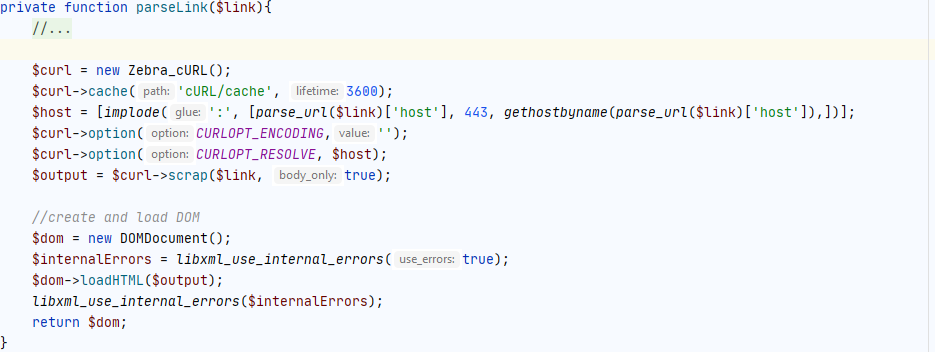 private function parseLink($link){
    //...

    $curl = new Zebra_cURL();
    $curl->cache( path: 'cURL/cache', lifetime: 3600);
    $host = [implode( glue: ':', [parse_url($link)['host'], 443, gethostbyname(parse_url($link)['host']),])];
    $curl->option( option: CURLOPT_ENCODING, value: '');
    $curl->option( option: CURLOPT_RESOLVE, $host);
    $output = $curl->scrap($link, body_only: true);

    //create and load DOM
    $dom = new DOMDocument();
    $internalErrors = libxml_use_internal_errors( use_errors: true);
    $dom->loadHTML($output);
    libxml_use_internal_errors($internalErrors);
    return $dom;
}